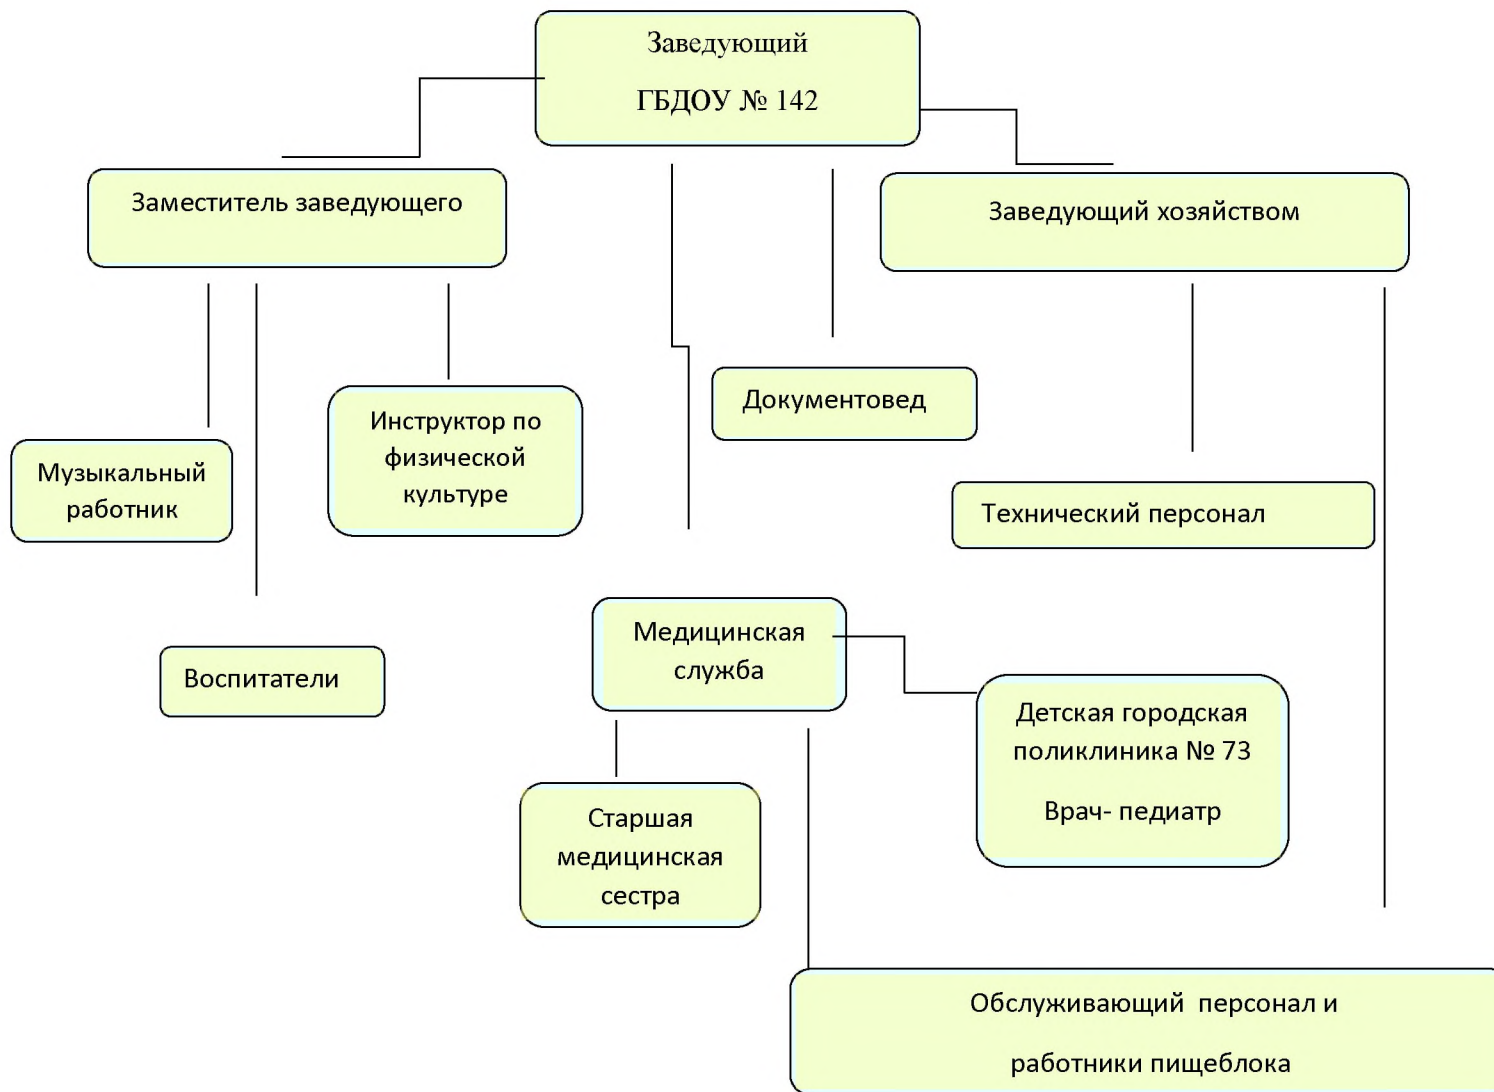 Заведующий
ГБДОУ № 142
Заместитель заведующего
Заведующий хозяйством
Документовед
Инструктор по
физической
культуре
Музыкальный
работник
Технический персонал
Медицинская
служба
Воспитатели
Детская городская
поликлиника № 73
Врач- педиатр
Старшая
медицинская
сестра
Обслуживающий персонал и
работники пищеблока